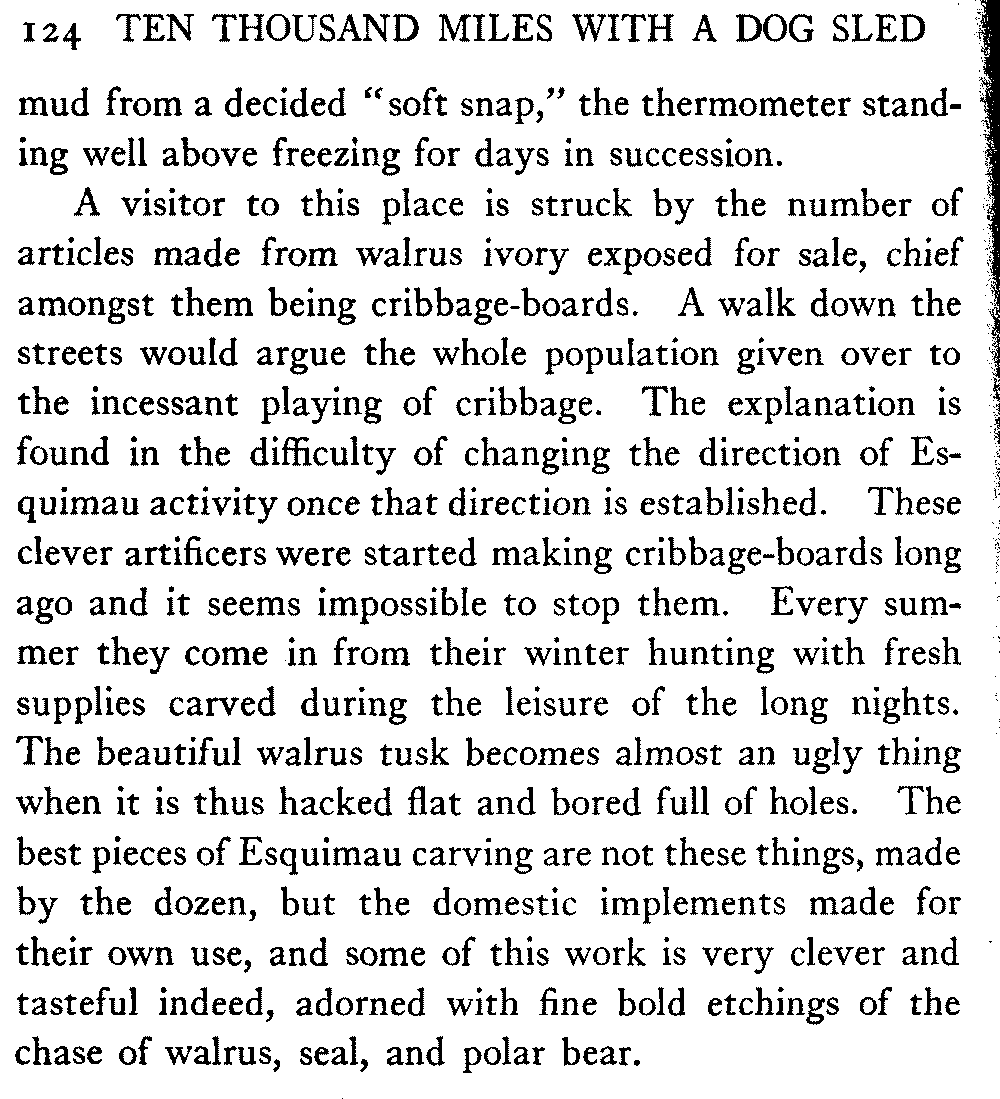 124 TEN THOUSAND MILES WITH A DOG SLED
mud from a decided “soft snap,” the thermometer stand-
ing well above freezing for days in succession.
A visitor to this place is struck by the number of
articles made from walrus ivory exposed for sale, chief
amongst them being cribbage-boards. A walk down the
streets would argue the whole population given over to
the incessant playing of cribbage. The explanation is
found in the difficulty of changing the direction of Es-
quimau activity once that direction is established. These
clever artificers were started making cribbage-boards long
ago and it seems impossible to stop them. Every sum-
mer they come in from their winter hunting with fresh
supplies carved during the leisure of the long nights.
The beautiful walrus tusk becomes almost an ugly thing
when it is thus hacked flat and bored full of holes. The
best pieces of Esquimau carving are not these things, made
by the dozen, but the domestic implements made for
their own use, and some of this work is very clever and
tasteful indeed, adorned with fine bold etchings of the
chase of walrus, seal, and polar bear.